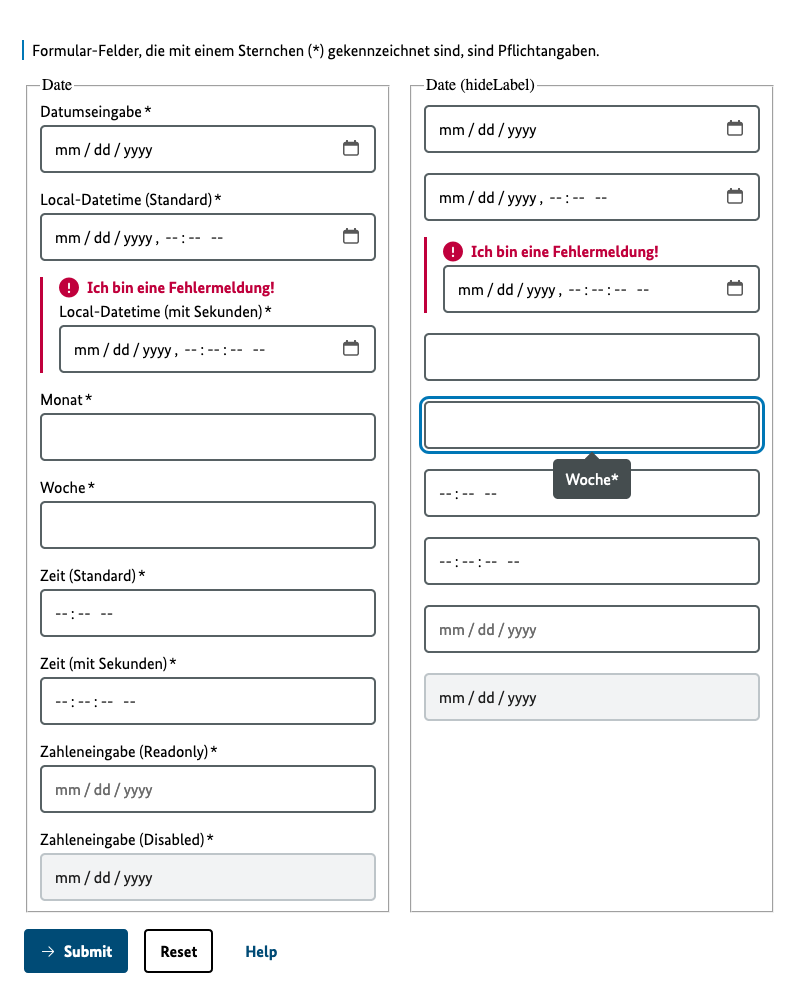 Formular-Felder, die mit einem Sternchen (*) gekennzeichnet sind, sind Pflichtangaben.
Date
Datumseingabe*
mm / dd / yyyy
Local-Datetime (Standard)*
mm / dd / yyyy, --:-- --
Ich bin eine Fehlermeldung!
Local-Datetime (mit Sekunden)*
mm / dd / yyyy, --:--:-- --
Monat*
Woche*
Zeit (Standard)*
--:-- --
Zeit (mit Sekunden)*
--:--:-- --
Zahleneingabe (Readonly)*
mm / dd / yyyy
Zahleneingabe (Disabled)*
mm / dd / yyyy
Date (hideLabel)
mm / dd / yyyy
mm / dd / yyyy, --:-- --
Ich bin eine Fehlermeldung!
mm / dd / yyyy, --:--:-- --
Woche*
--:-- --
--:--:-- --
mm / dd / yyyy
mm / dd / yyyy
→ Submit
Reset
Help